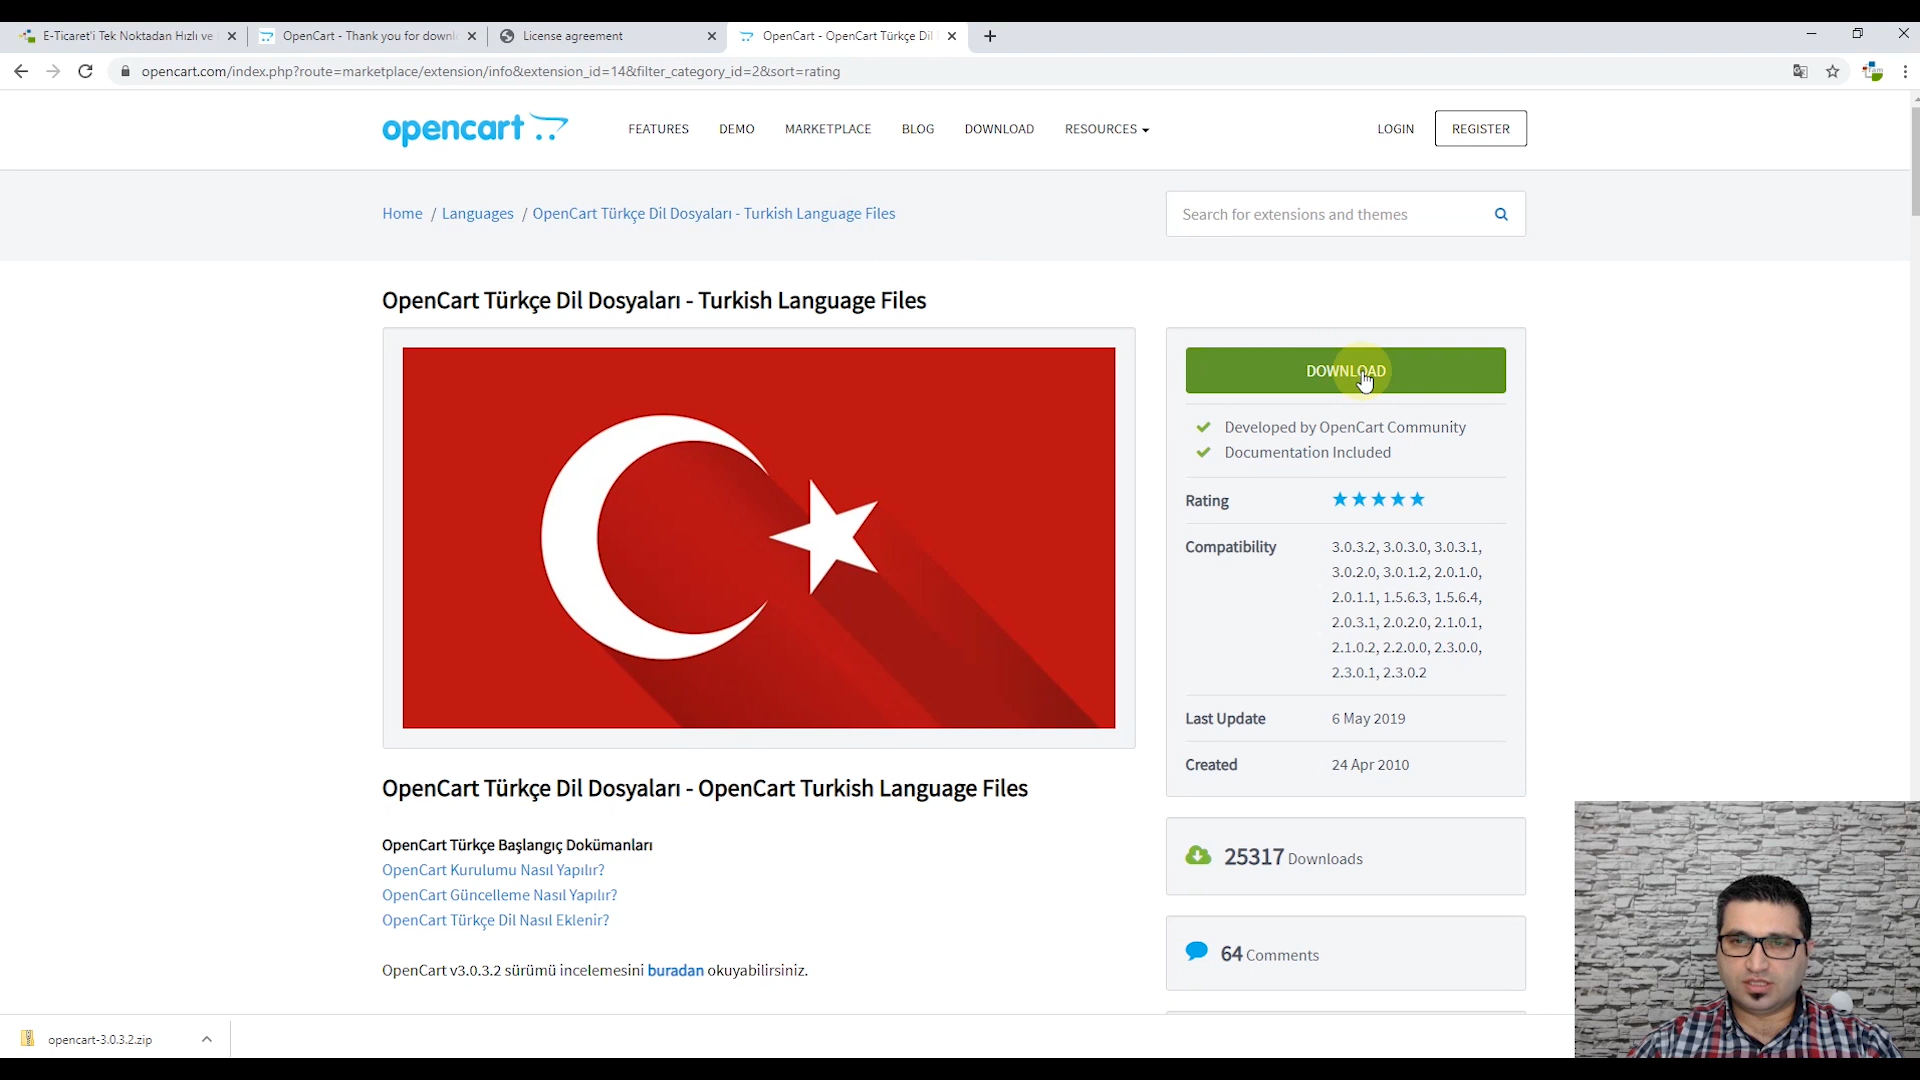 E-Ticaret'i Tek Noktadan Hızlı ve
OpenCart - Thank you for downl
License agreement
OpenCart - OpenCart Türkçe Dil
opencart.com/index.php?route=marketplace/extension/info&extension_id=14&filter_category_id=2&sort=rating
opencart
FEATURES
DEMO
MARKETPLACE
BLOG
DOWNLOAD
RESOURCES
LOGIN
REGISTER
Home / Languages / OpenCart Türkçe Dil Dosyaları - Turkish Language Files
Search for extensions and themes
OpenCart Türkçe Dil Dosyaları - Turkish Language Files
DOWNLOAD
Developed by OpenCart Community
Documentation Included
Rating
Compatibility
3.0.3.2, 3.0.3.0, 3.0.3.1,
3.0.2.0, 3.0.1.2, 2.0.1.0,
2.0.1.1, 1.5.6.3, 1.5.6.4,
2.0.3.1, 2.0.2.0, 2.1.0.1,
2.1.0.2, 2.2.0.0, 2.3.0.0,
2.3.0.1, 2.3.0.2
Last Update 6 May 2019
Created 24 Apr 2010
OpenCart Türkçe Dil Dosyaları - OpenCart Turkish Language Files
OpenCart Türkçe Başlangıç Dokümanları
OpenCart Kurulumu Nasıl Yapılır?
OpenCart Güncelleme Nasıl Yapılır?
OpenCart Türkçe Dil Nasıl Eklenir?
OpenCart v3.0.3.2 sürümü incelemesini buradan okuyabilirsiniz.
25317 Downloads
64 Comments
opencart-3.0.3.2.zip